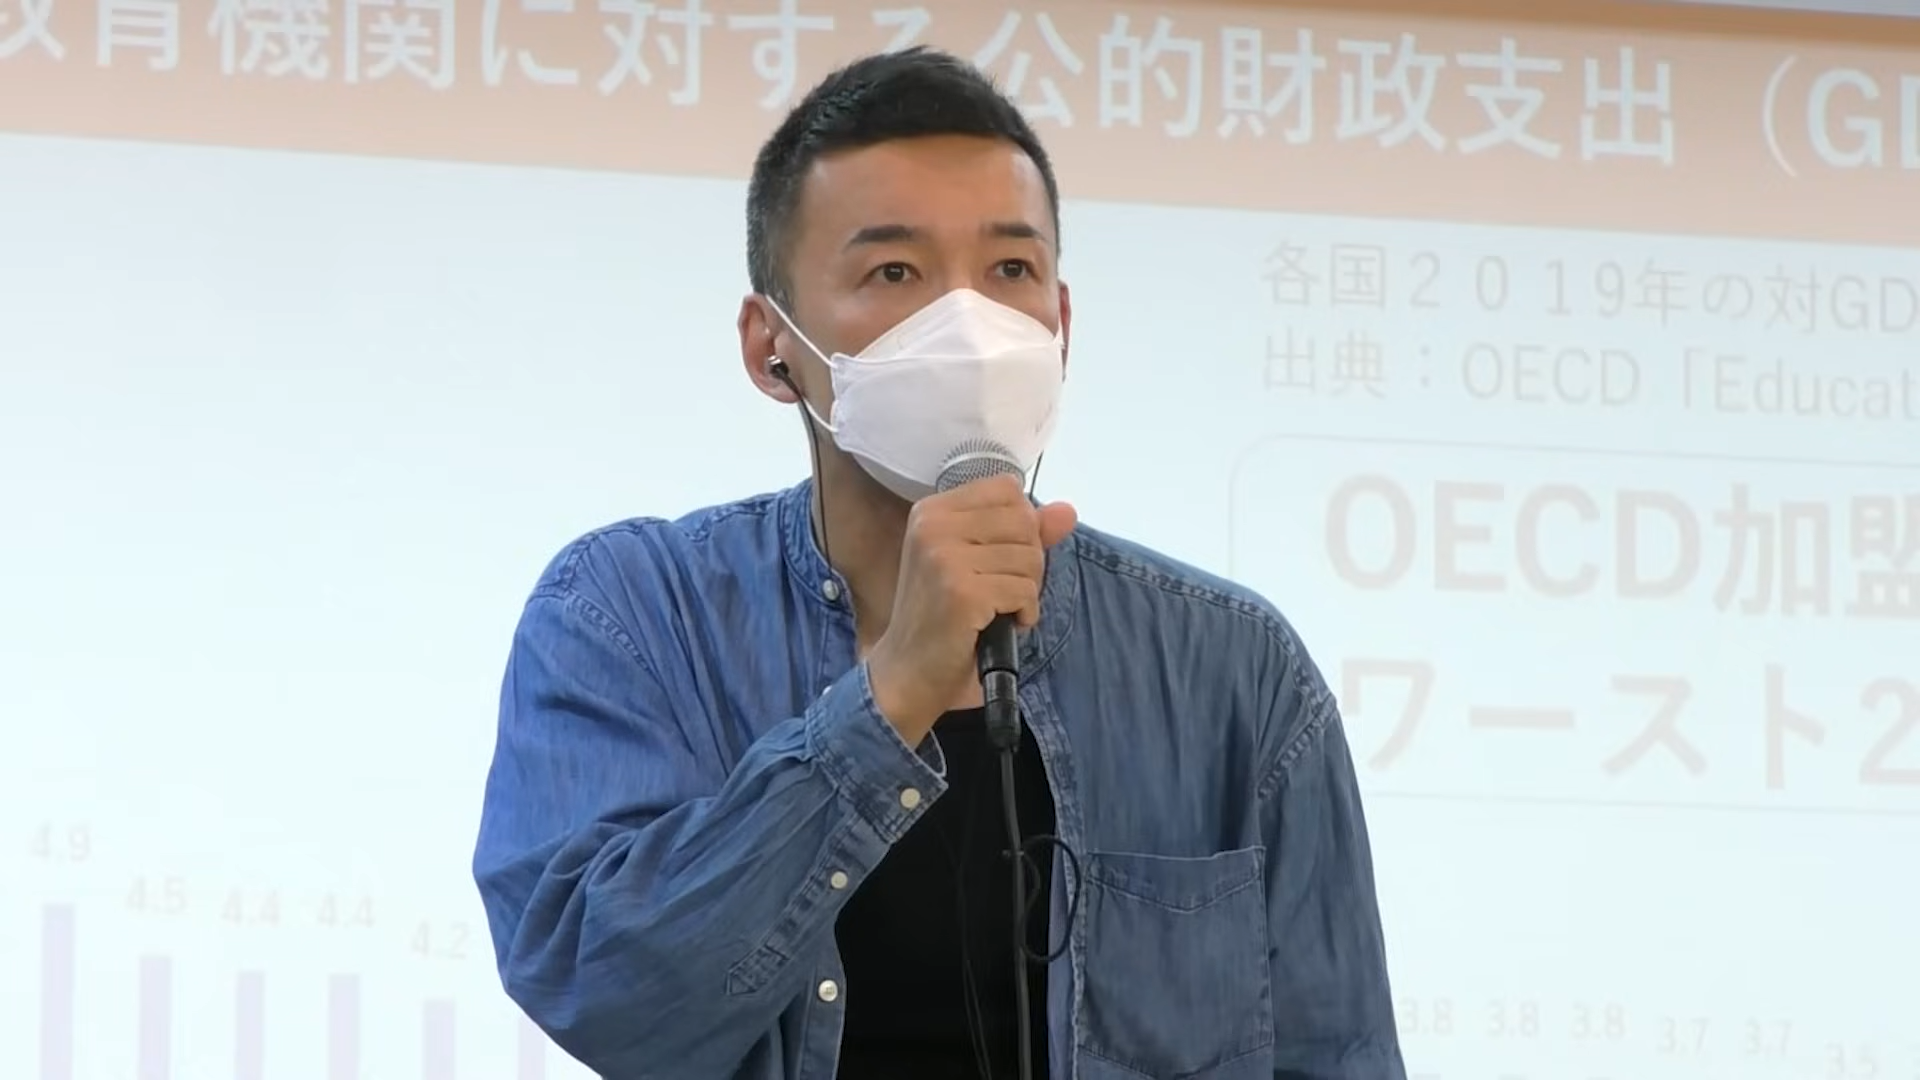 教育機関に対する公的財政支出（GD
各国２０１９年の対GD
出典：OECD「Educat
OECD加盟
ワースト2
4.9
4.5
4.4
4.4
4.2
3.8
3.8
3.8
3.7
3.7
3.5